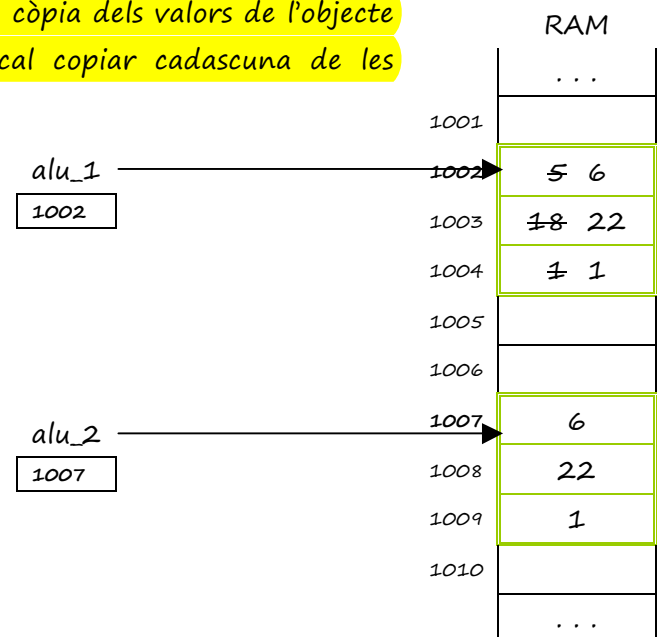 còpia dels valors de l'objecte
cal copiar cadascuna de les
RAM
. . .
1001
alu_1
1002
1002
5 6
1003
18 22
1004
1 1
1005
1006
alu_2
1007
1007
6
1008
22
1009
1
1010
. . .